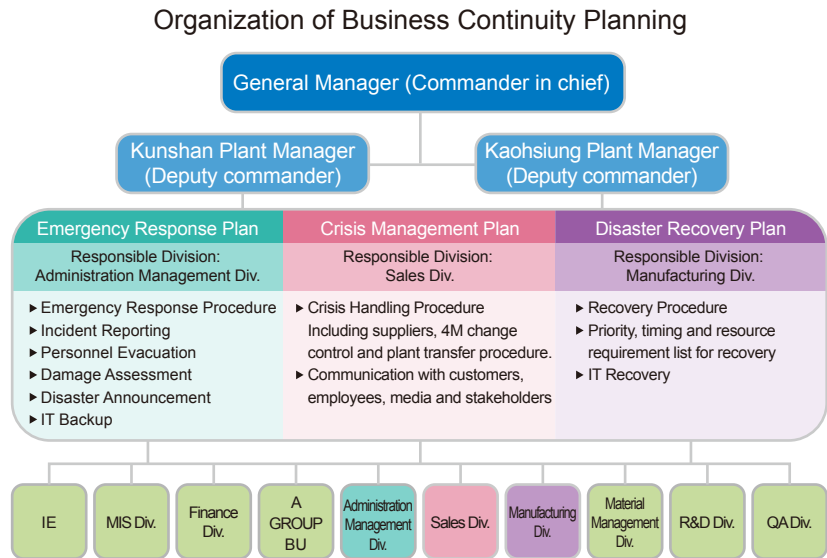 Organization of Business Continuity Planning
General Manager (Commander in chief)
Kunshan Plant Manager
(Deputy commander)
Kaohsiung Plant Manager
(Deputy commander)
Emergency Response Plan
Responsible Division:
Administration Management Div.
▶ Emergency Response Procedure
▶ Incident Reporting
▶ Personnel Evacuation
▶ Damage Assessment
▶ Disaster Announcement
▶ IT Backup
Crisis Management Plan
Responsible Division:
Sales Div.
▶ Crisis Handling Procedure
Including suppliers, 4M change
control and plant transfer procedure.
▶ Communication with customers,
employees, media and stakeholders
Disaster Recovery Plan
Responsible Division:
Manufacturing Div.
▶ Recovery Procedure
▶ Priority, timing and resource
requirement list for recovery
▶ IT Recovery
IE
MIS Div.
Finance
Div.
A
GROUP
BU
Administration
Management
Div.
Sales Div.
Manufacturing
Div.
Material
Management
Div.
R&D Div.
QA Div.